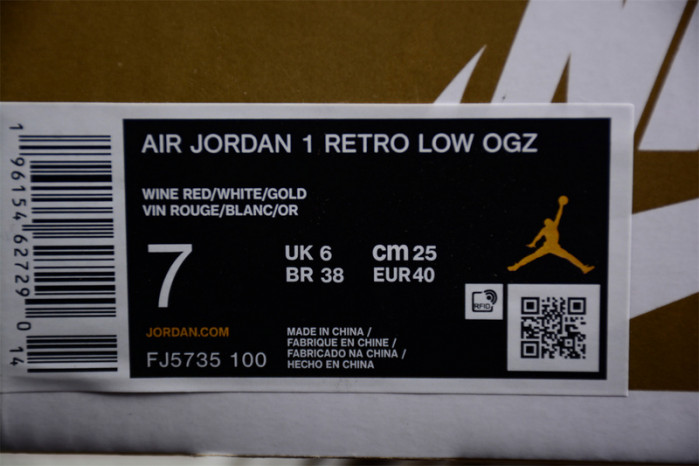 AIR JORDAN 1 RETRO LOW OGZ
WINE RED/WHITE/GOLD
VIN ROUGE/BLANC/OR
7
UK 6
BR 38
cm 25
EUR 40
RFID
JORDAN.COM
FJ5735 100
MADE IN CHINA /
FABRIQUE EN CHINE /
FABRICADO NA CHINA /
HECHO EN CHINA
1 96154 62729 0 14